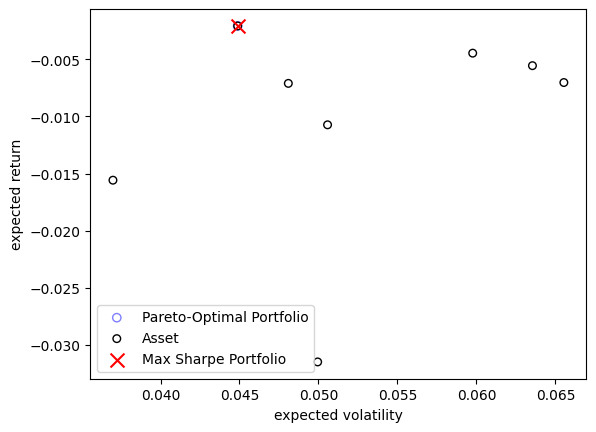 −0.005
−0.010
−0.015
−0.020
−0.025
−0.030
expected return
Pareto-Optimal Portfolio
Asset
Max Sharpe Portfolio
0.040 0.045 0.050 0.055 0.060 0.065
expected volatility